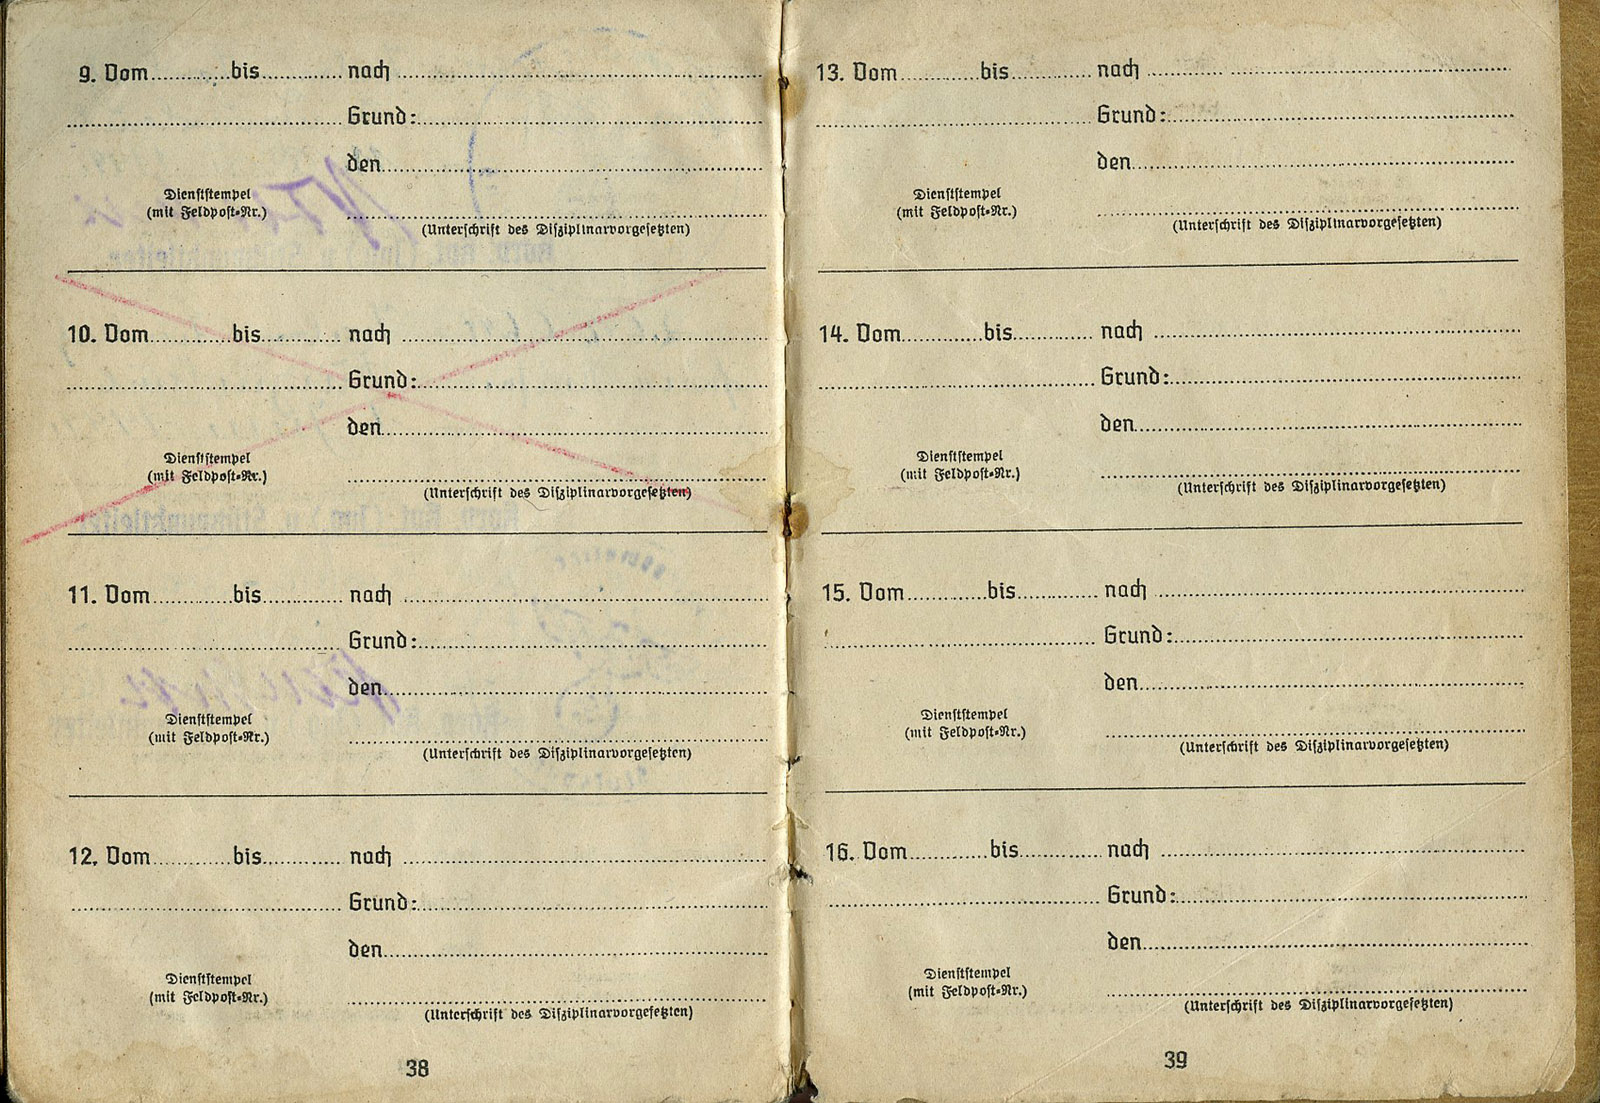 9. Vom............bis............nach............
............Grund:............
den............
Dienststempel
(mit Feldpost=Nr.)
(Unterschrift des Disziplinarvorgesetzten)
10. Vom............bis............nach............
............Grund:............
den............
Dienststempel
(mit Feldpost=Nr.)
(Unterschrift des Disziplinarvorgesetzten)
11. Vom............bis............nach............
............Grund:............
den............
Dienststempel
(mit Feldpost=Nr.)
(Unterschrift des Disziplinarvorgesetzten)
12. Vom............bis............nach............
............Grund:............
den............
Dienststempel
(mit Feldpost=Nr.)
(Unterschrift des Disziplinarvorgesetzten)
38
13. Vom............bis............nach............
............Grund:............
den............
Dienststempel
(mit Feldpost=Nr.)
(Unterschrift des Disziplinarvorgesetzten)
14. Vom............bis............nach............
............Grund:............
den............
Dienststempel
(mit Feldpost=Nr.)
(Unterschrift des Disziplinarvorgesetzten)
15. Vom............bis............nach............
............Grund:............
den............
Dienststempel
(mit Feldpost=Nr.)
(Unterschrift des Disziplinarvorgesetzten)
16. Vom............bis............nach............
............Grund:............
den............
Dienststempel
(mit Feldpost=Nr.)
(Unterschrift des Disziplinarvorgesetzten)
39